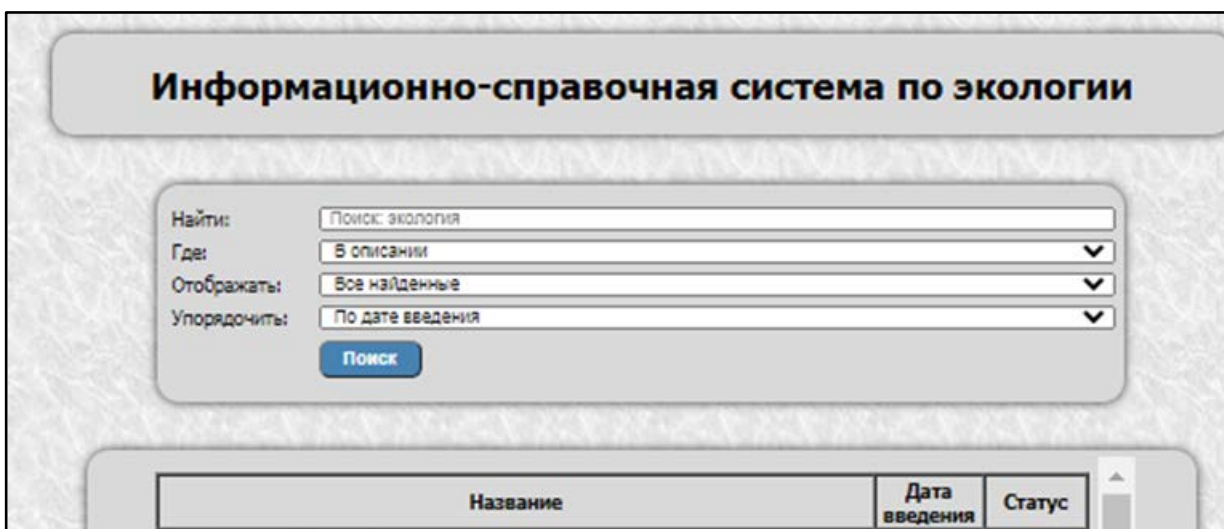 Информационно-справочная система по экологии
Найти: Поиск: экология
Где: В описании
Отображать: Все найденные
Упорядочить: По дате введения
Поиск
Название Дата введения Статус